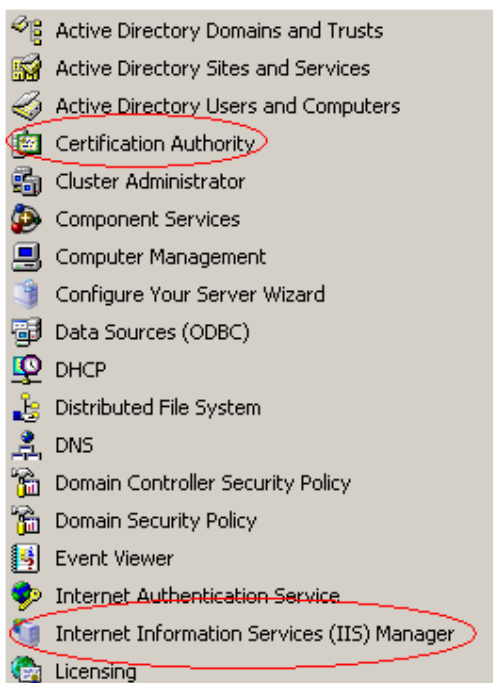 Active Directory Domains and Trusts
Active Directory Sites and Services
Active Directory Users and Computers
Certification Authority
Cluster Administrator
Component Services
Computer Management
Configure Your Server Wizard
Data Sources (ODBC)
DHCP
Distributed File System
DNS
Domain Controller Security Policy
Domain Security Policy
Event Viewer
Internet Authentication Service
Internet Information Services (IIS) Manager
Licensing